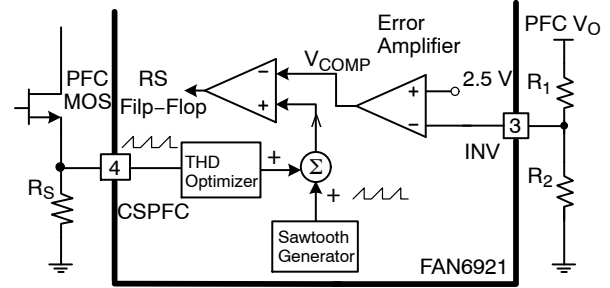 Error
Amplifier
PFC VO
PFC
MOS
RS
Filp–Flop
VCOMP
–
+
+
–
2.5 V
R1
3
INV
4
THD
Optimizer
+
Σ
R2
RS
CSPFC
+
Sawtooth
Generator
FAN6921